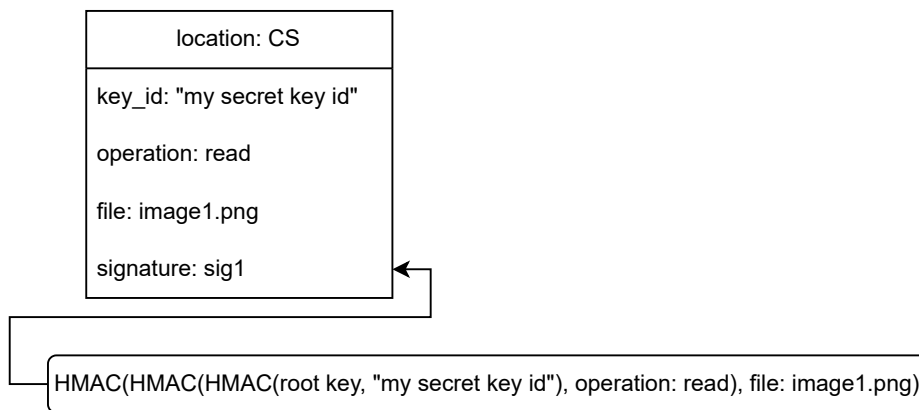 location: CS
key_id: "my secret key id"
operation: read
file: image1.png
signature: sig1
HMAC(HMAC(HMAC(root key, "my secret key id"), operation: read), file: image1.png)